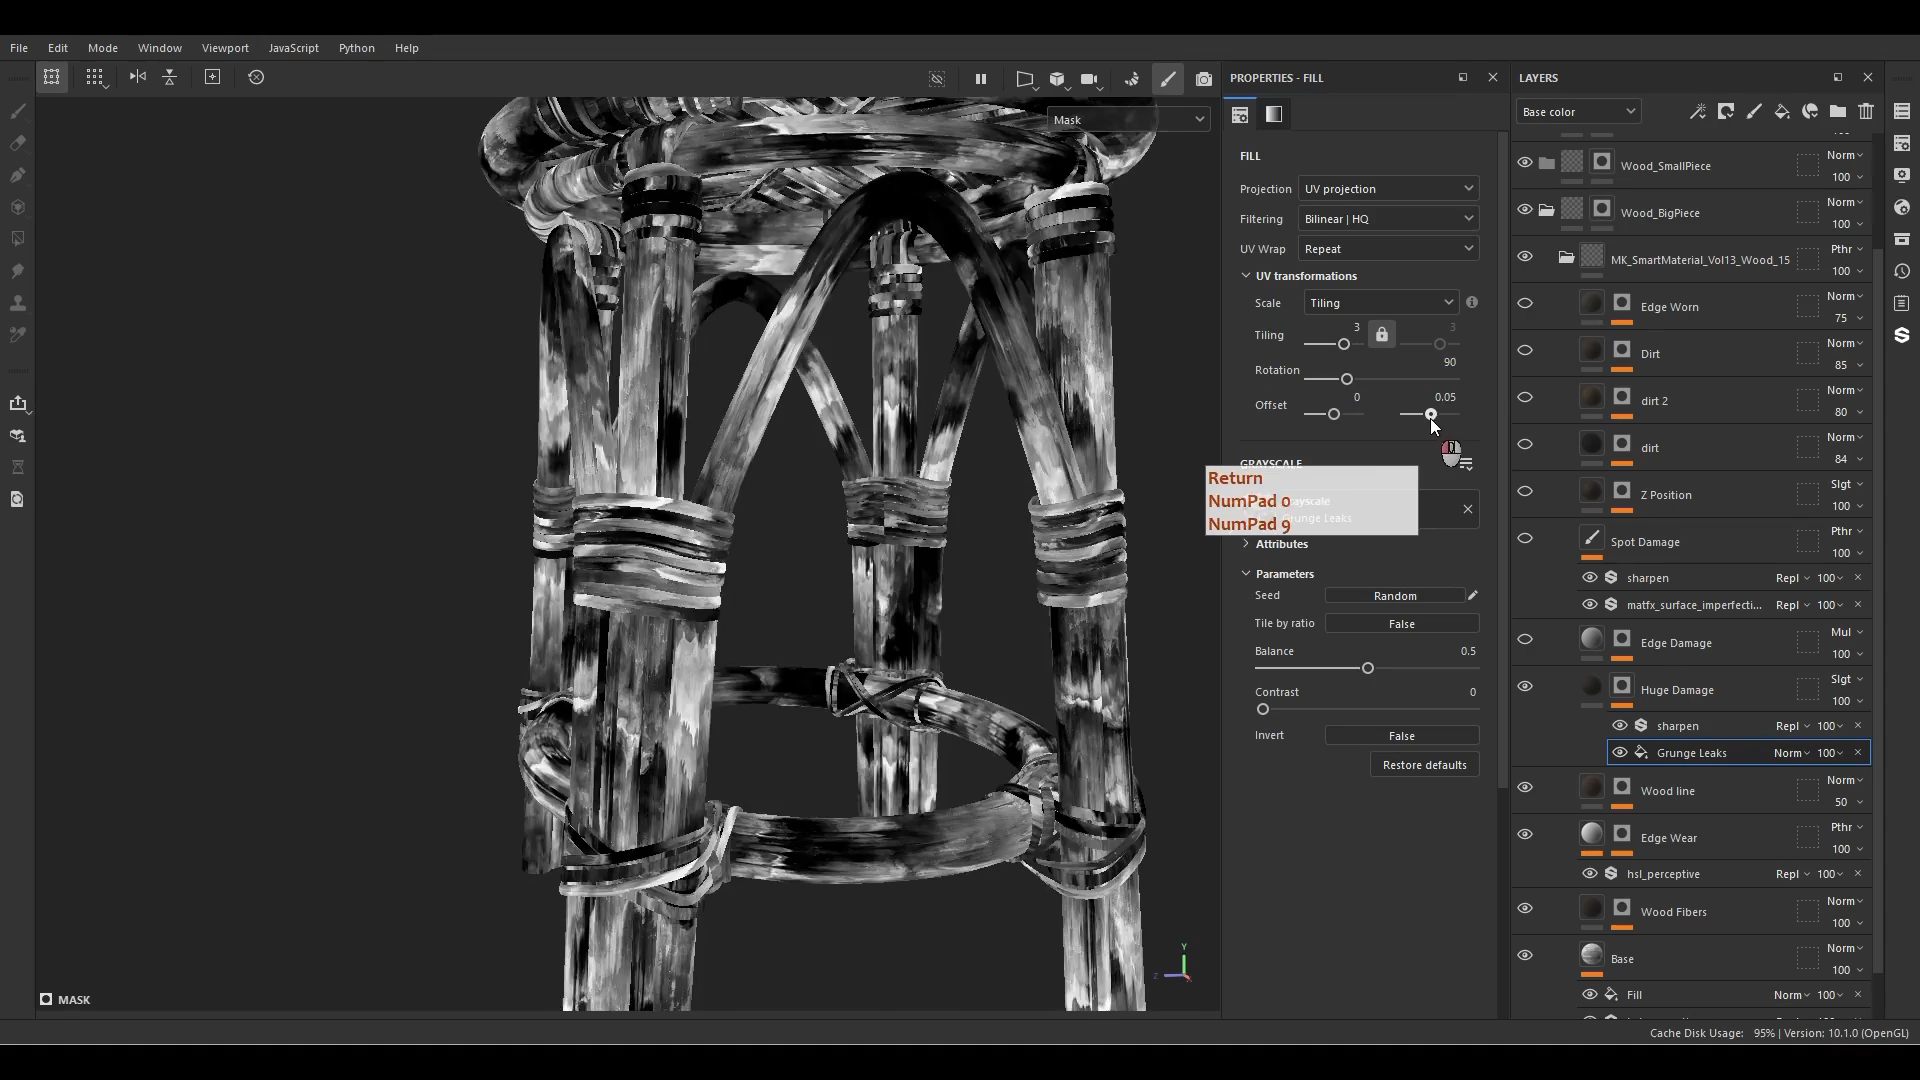 File Edit Mode Window Viewport JavaScript Python Help
PROPERTIES - FILL
LAYERS
Mask
Base color
FILL
Projection UV projection
Filtering Bilinear | HQ
UV Wrap Repeat
UV transformations
Scale Tiling
Tiling 3 3
Rotation 90
Offset 0 0.05
GRAYSCALE
Return
NumPad 0
NumPad 9
Grunge Leaks
Attributes
Parameters
Seed Random
Tile by ratio False
Balance 0.5
Contrast 0
Invert False
Restore defaults
Wood_SmallPiece Norm 100
Wood_BigPiece Norm 100
MK_SmartMaterial_Vol13_Wood_15 Pthr 100
Edge Worn Norm 75
Dirt Norm 85
dirt 2 Norm 80
dirt Norm 84
Z Position Slgt 100
Spot Damage Pthr 100
sharpen Repl 100
matfx_surface_imperfecti... Repl 100
Edge Damage Mul 100
Huge Damage Slgt 100
sharpen Repl 100
Grunge Leaks Norm 100
Wood line Norm 50
Edge Wear Pthr 100
hsl_perceptive Repl 100
Wood Fibers Norm 100
Base Norm 100
Fill Norm 100
Y
Z
MASK
Cache Disk Usage: 95% | Version: 10.1.0 (OpenGL)